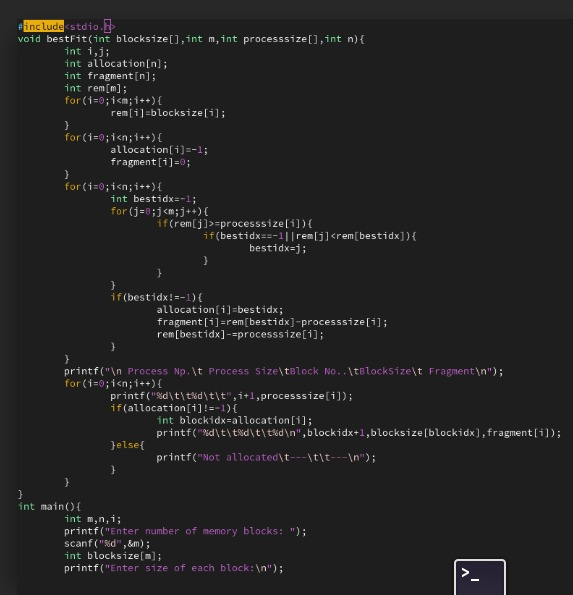 #include<stdio.h>
void bestFit(int blocksize[],int m,int processsize[],int n){
        int i,j;
        int allocation[n];
        int fragment[n];
        int rem[m];
        for(i=0;i<m;i++){
                rem[i]=blocksize[i];
        }
        for(i=0;i<n;i++){
                allocation[i]=-1;
                fragment[i]=0;
        }
        for(i=0;i<n;i++){
                int bestidx=-1;
                for(j=0;j<m;j++){
                        if(rem[j]>=processsize[i]){
                                if(bestidx==-1||rem[j]<rem[bestidx]){
                                        bestidx=j;
                                }
                        }
                }
                if(bestidx!=-1){
                        allocation[i]=bestidx;
                        fragment[i]=rem[bestidx]-processsize[i];
                        rem[bestidx]-=processsize[i];
                }
        }
        printf("\n Process Np.\t Process Size\tBlock No..\tBlockSize\t Fragment\n");
        for(i=0;i<n;i++){
                printf("%d\t\t%d\t\t",i+1,processsize[i]);
                if(allocation[i]!=-1){
                        int blockidx=allocation[i];
                        printf("%d\t\t%d\t\t%d\n",blockidx+1,blocksize[blockidx],fragment[i]);
                }else{
                        printf("Not allocated\t---\t\t---\n");
                }
        }
}
int main(){
        int m,n,i;
        printf("Enter number of memory blocks: ");
        scanf("%d",&m);
        int blocksize[m];
        printf("Enter size of each block:\n");
>_